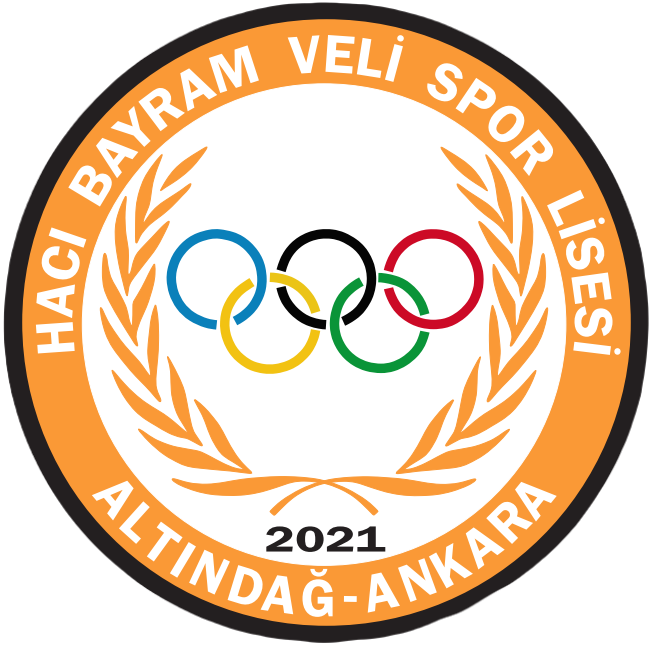 HACI BAYRAM VELİ SPOR LİSESİ
2021
ALTINDAĞ-ANKARA